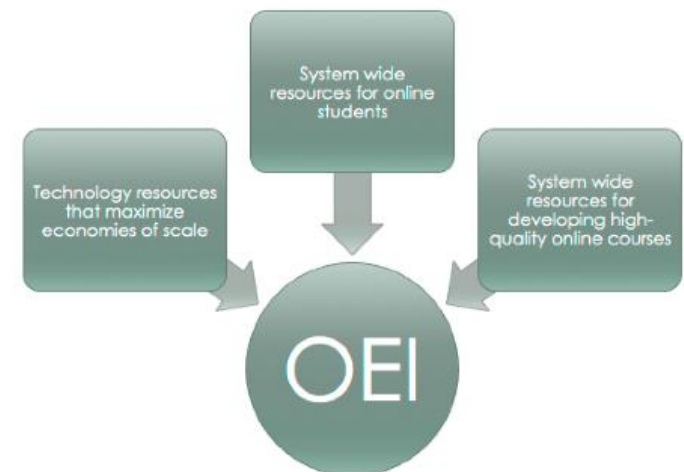 System wide
resources for online
students
Technology resources
that maximize
economies of scale
System wide
resources for
developing high-
quality online courses
OEI